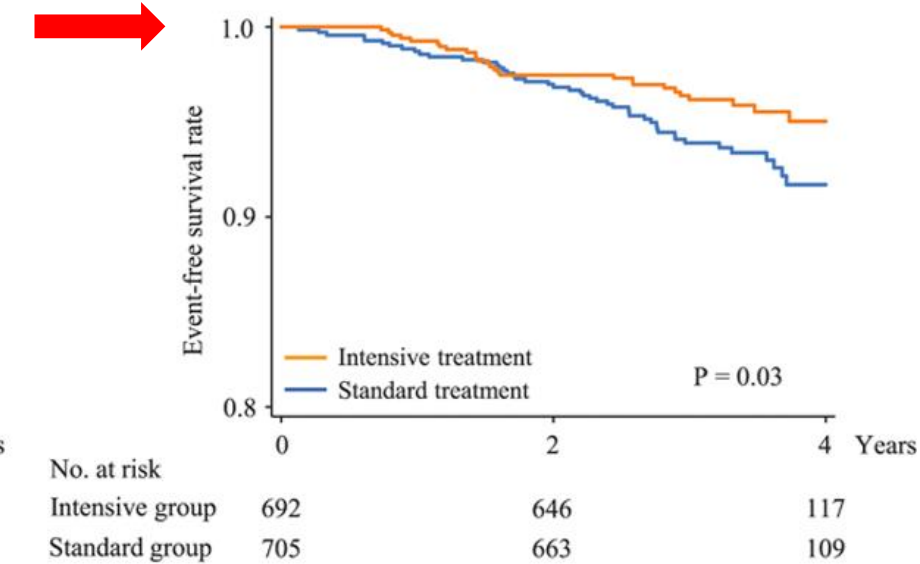 1.0
0.9
0.8
Event-free survival rate
Intensive treatment
Standard treatment
P = 0.03
0 2 4 Years
s
No. at risk
Intensive group 692 646 117
Standard group 705 663 109